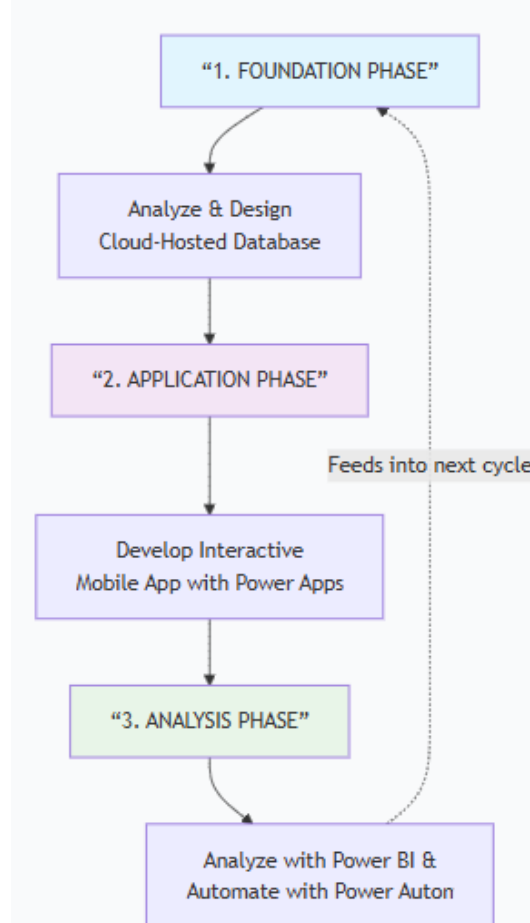 “1. FOUNDATION PHASE”
Analyze & Design
Cloud-Hosted Database
“2. APPLICATION PHASE”
Feeds into next cycle
Develop Interactive
Mobile App with Power Apps
“3. ANALYSIS PHASE”
Analyze with Power BI &
Automate with Power Auton